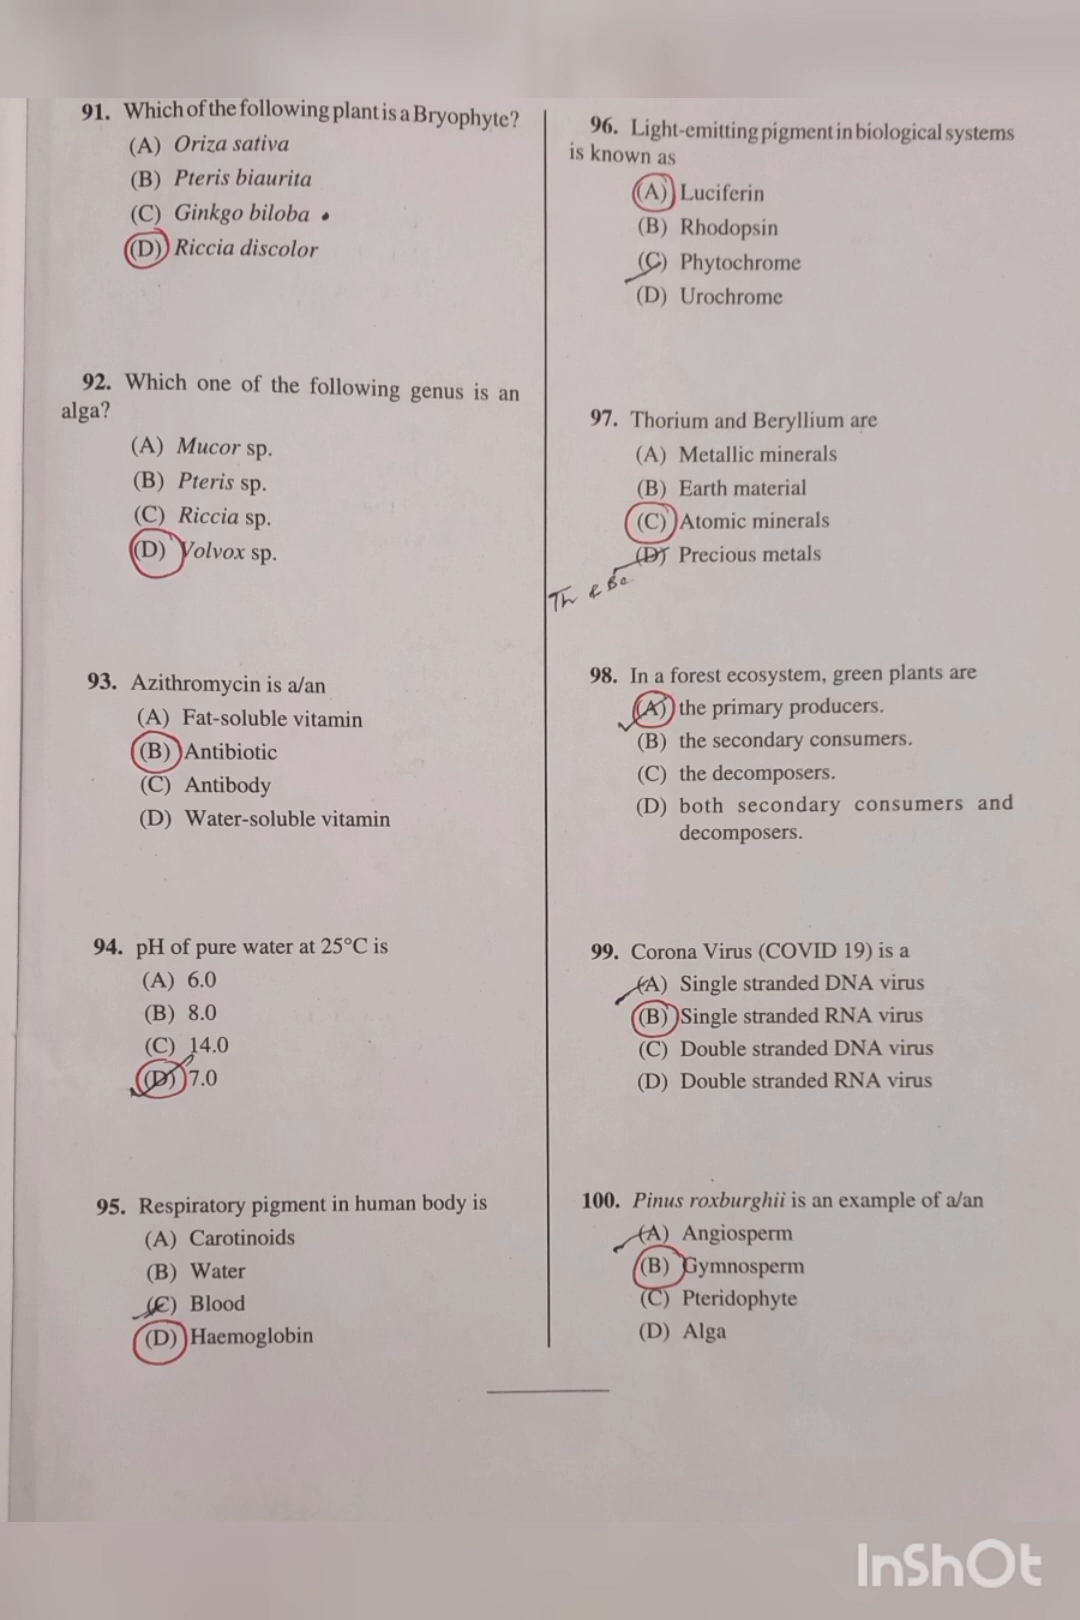 91. Which of the following plant is a Bryophyte?
(A) Oriza sativa
(B) Pteris biaurita
(C) Ginkgo biloba
(D) Riccia discolor
92. Which one of the following genus is an
alga?
(A) Mucor sp.
(B) Pteris sp.
(C) Riccia sp.
(D) Volvox sp.
93. Azithromycin is a/an
(A) Fat-soluble vitamin
(B) Antibiotic
(C) Antibody
(D) Water-soluble vitamin
94. pH of pure water at 25°C is
(A) 6.0
(B) 8.0
(C) 14.0
(D) 7.0
95. Respiratory pigment in human body is
(A) Carotinoids
(B) Water
(C) Blood
(D) Haemoglobin
96. Light-emitting pigment in biological systems
is known as
(A) Luciferin
(B) Rhodopsin
(C) Phytochrome
(D) Urochrome
97. Thorium and Beryllium are
(A) Metallic minerals
(B) Earth material
(C) Atomic minerals
(D) Precious metals
Th & Be
98. In a forest ecosystem, green plants are
(A) the primary producers.
(B) the secondary consumers.
(C) the decomposers.
(D) both secondary consumers and
decomposers.
99. Corona Virus (COVID 19) is a
(A) Single stranded DNA virus
(B) Single stranded RNA virus
(C) Double stranded DNA virus
(D) Double stranded RNA virus
100. Pinus roxburghii is an example of a/an
(A) Angiosperm
(B) Gymnosperm
(C) Pteridophyte
(D) Alga
InShOt